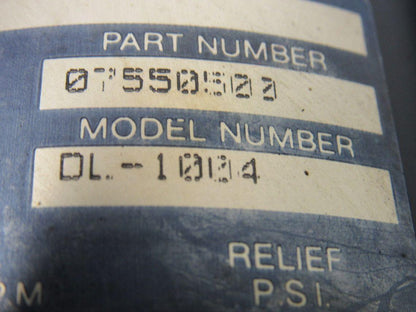 PART NUMBER
07550500
MODEL NUMBER
DL-1004
RELIEF
P.M P.S.I.